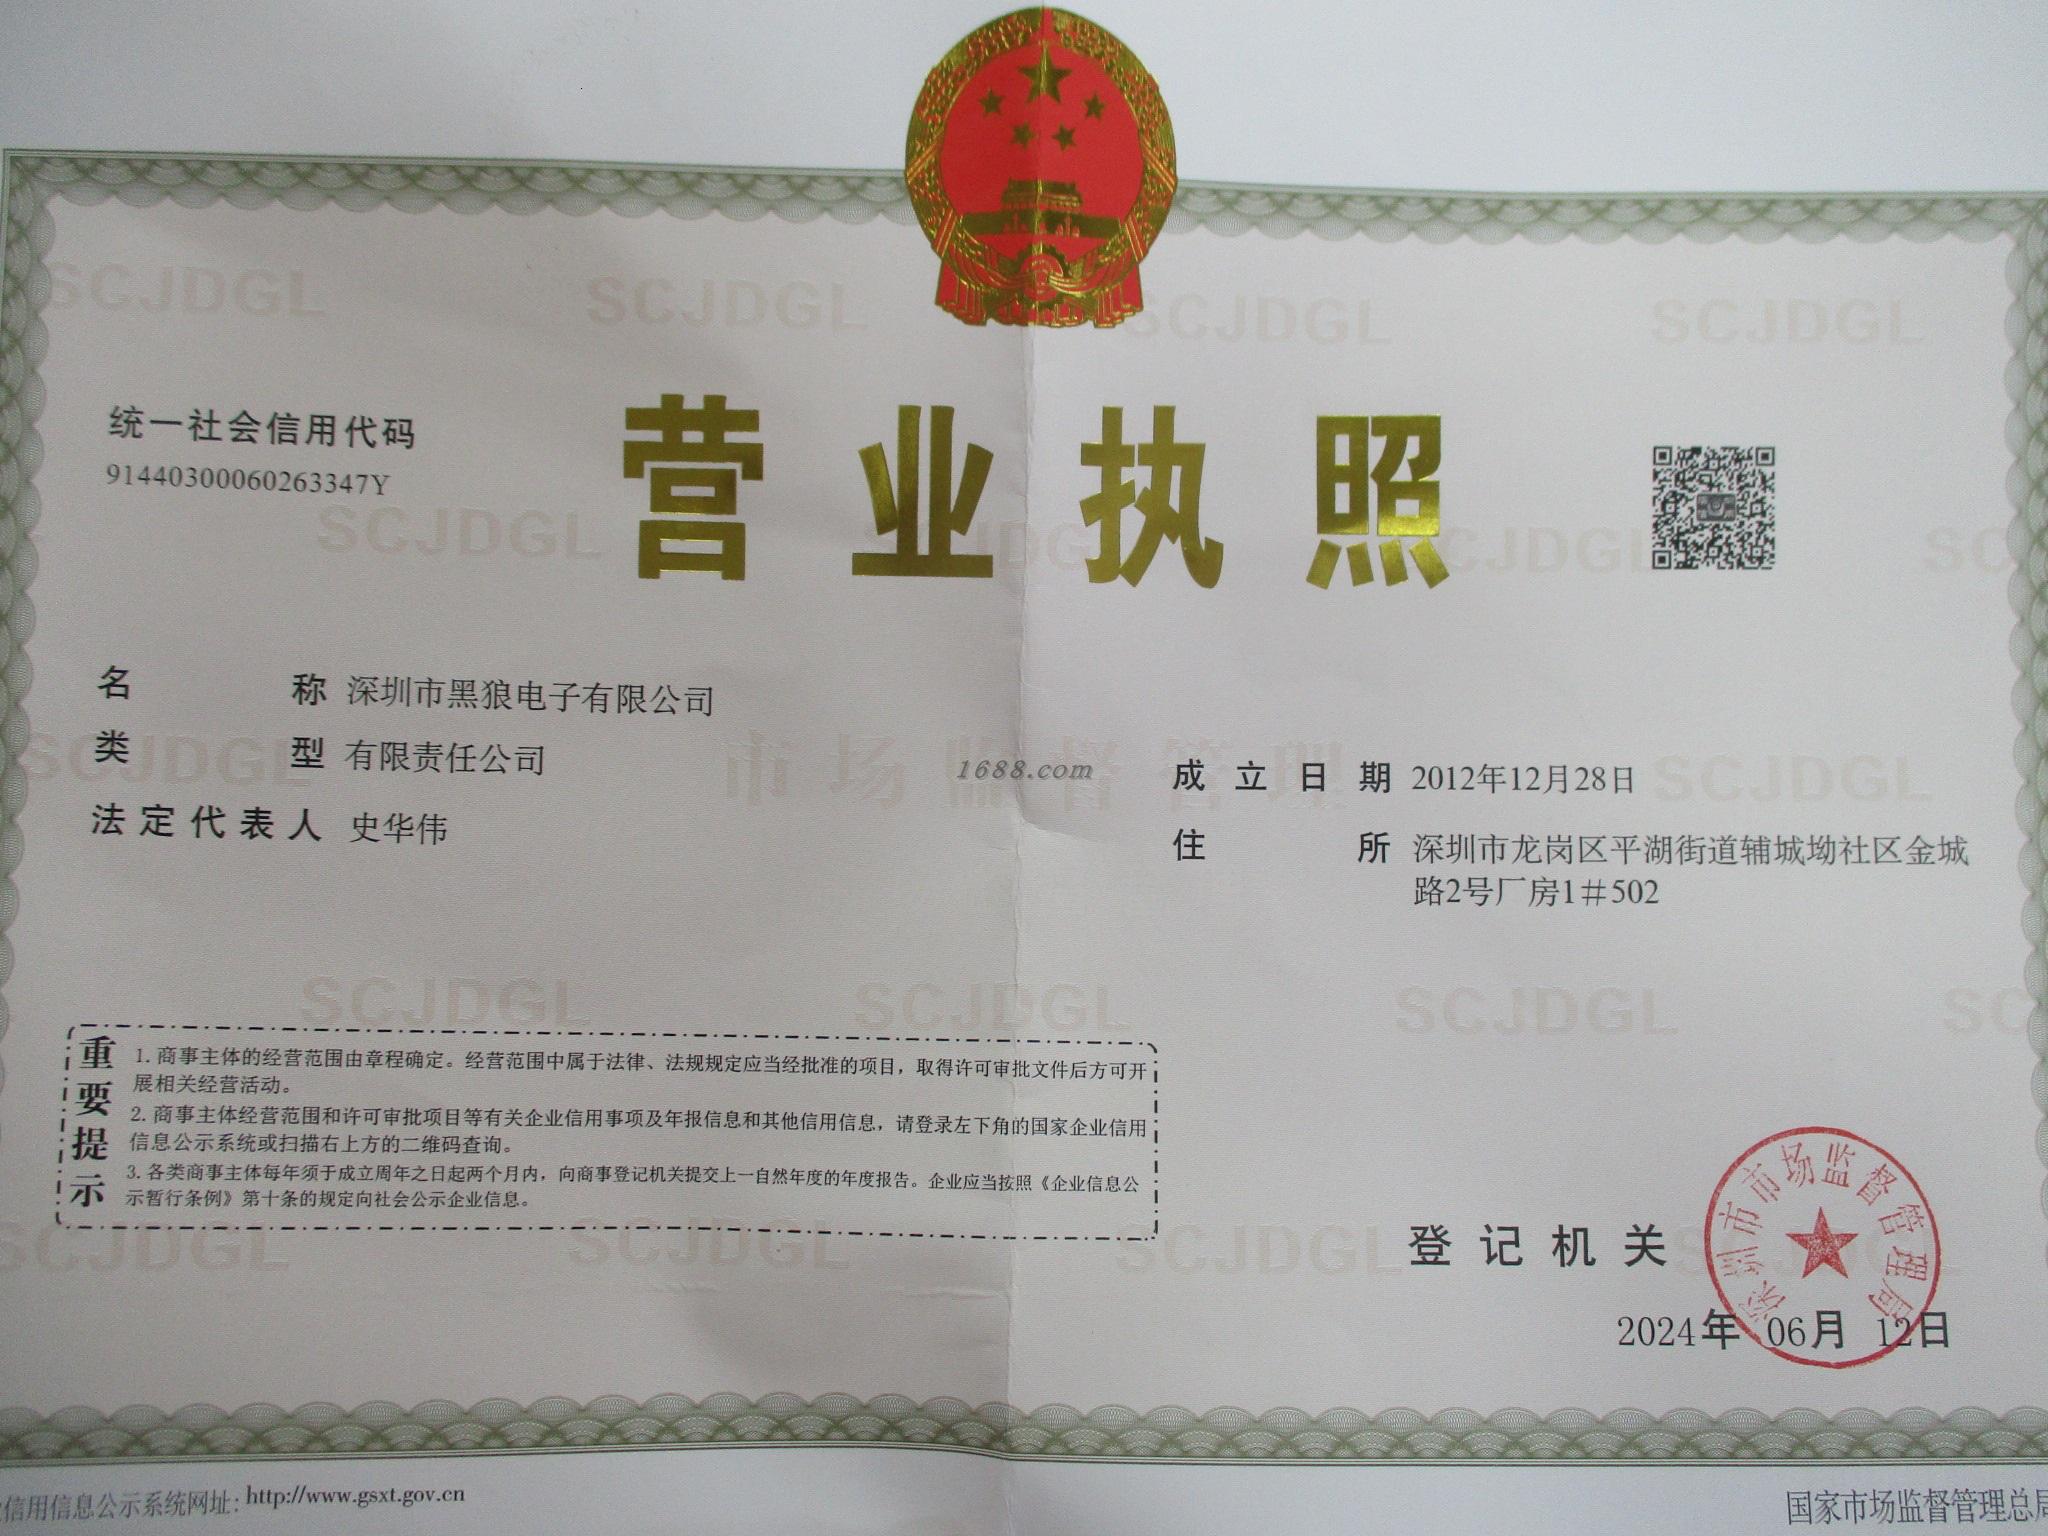 营业执照
统一社会信用代码
91440300060263347Y
名称 深圳市黑狼电子有限公司
类型 有限责任公司
法定代表人 史华伟
成立日期 2012年12月28日
住所 深圳市龙岗区平湖街道辅城坳社区金城
路2号厂房1#502
市场监督管理
1688.com
重要提示
1. 商事主体的经营范围由章程确定。经营范围中属于法律、法规规定应当经批准的项目，取得许可审批文件后方可开
展相关经营活动。
2. 商事主体经营范围和许可审批项目等有关企业信用事项及年报信息和其他信用信息，请登录左下角的国家企业信用
信息公示系统或扫描右上方的二维码查询。
3. 各类商事主体每年须于成立周年之日起两个月内，向商事登记机关提交上一自然年度的年度报告。企业应当按照《企业信息公
示暂行条例》第十条的规定向社会公示企业信息。
登记机关
深圳市市场监督管理局
2024年 06月 12日
信用信息公示系统网址: http://www.gsxt.gov.cn
国家市场监督管理总局
SCJDGL
SCJDGL
SCJDGL
SCJDGL
SCJDGL
SCJDGL
SCJDGL
SCJDGL
SCJDGL
SCJDGL
SCJDGL
SCJDGL
SCJDGL
SCJDGL